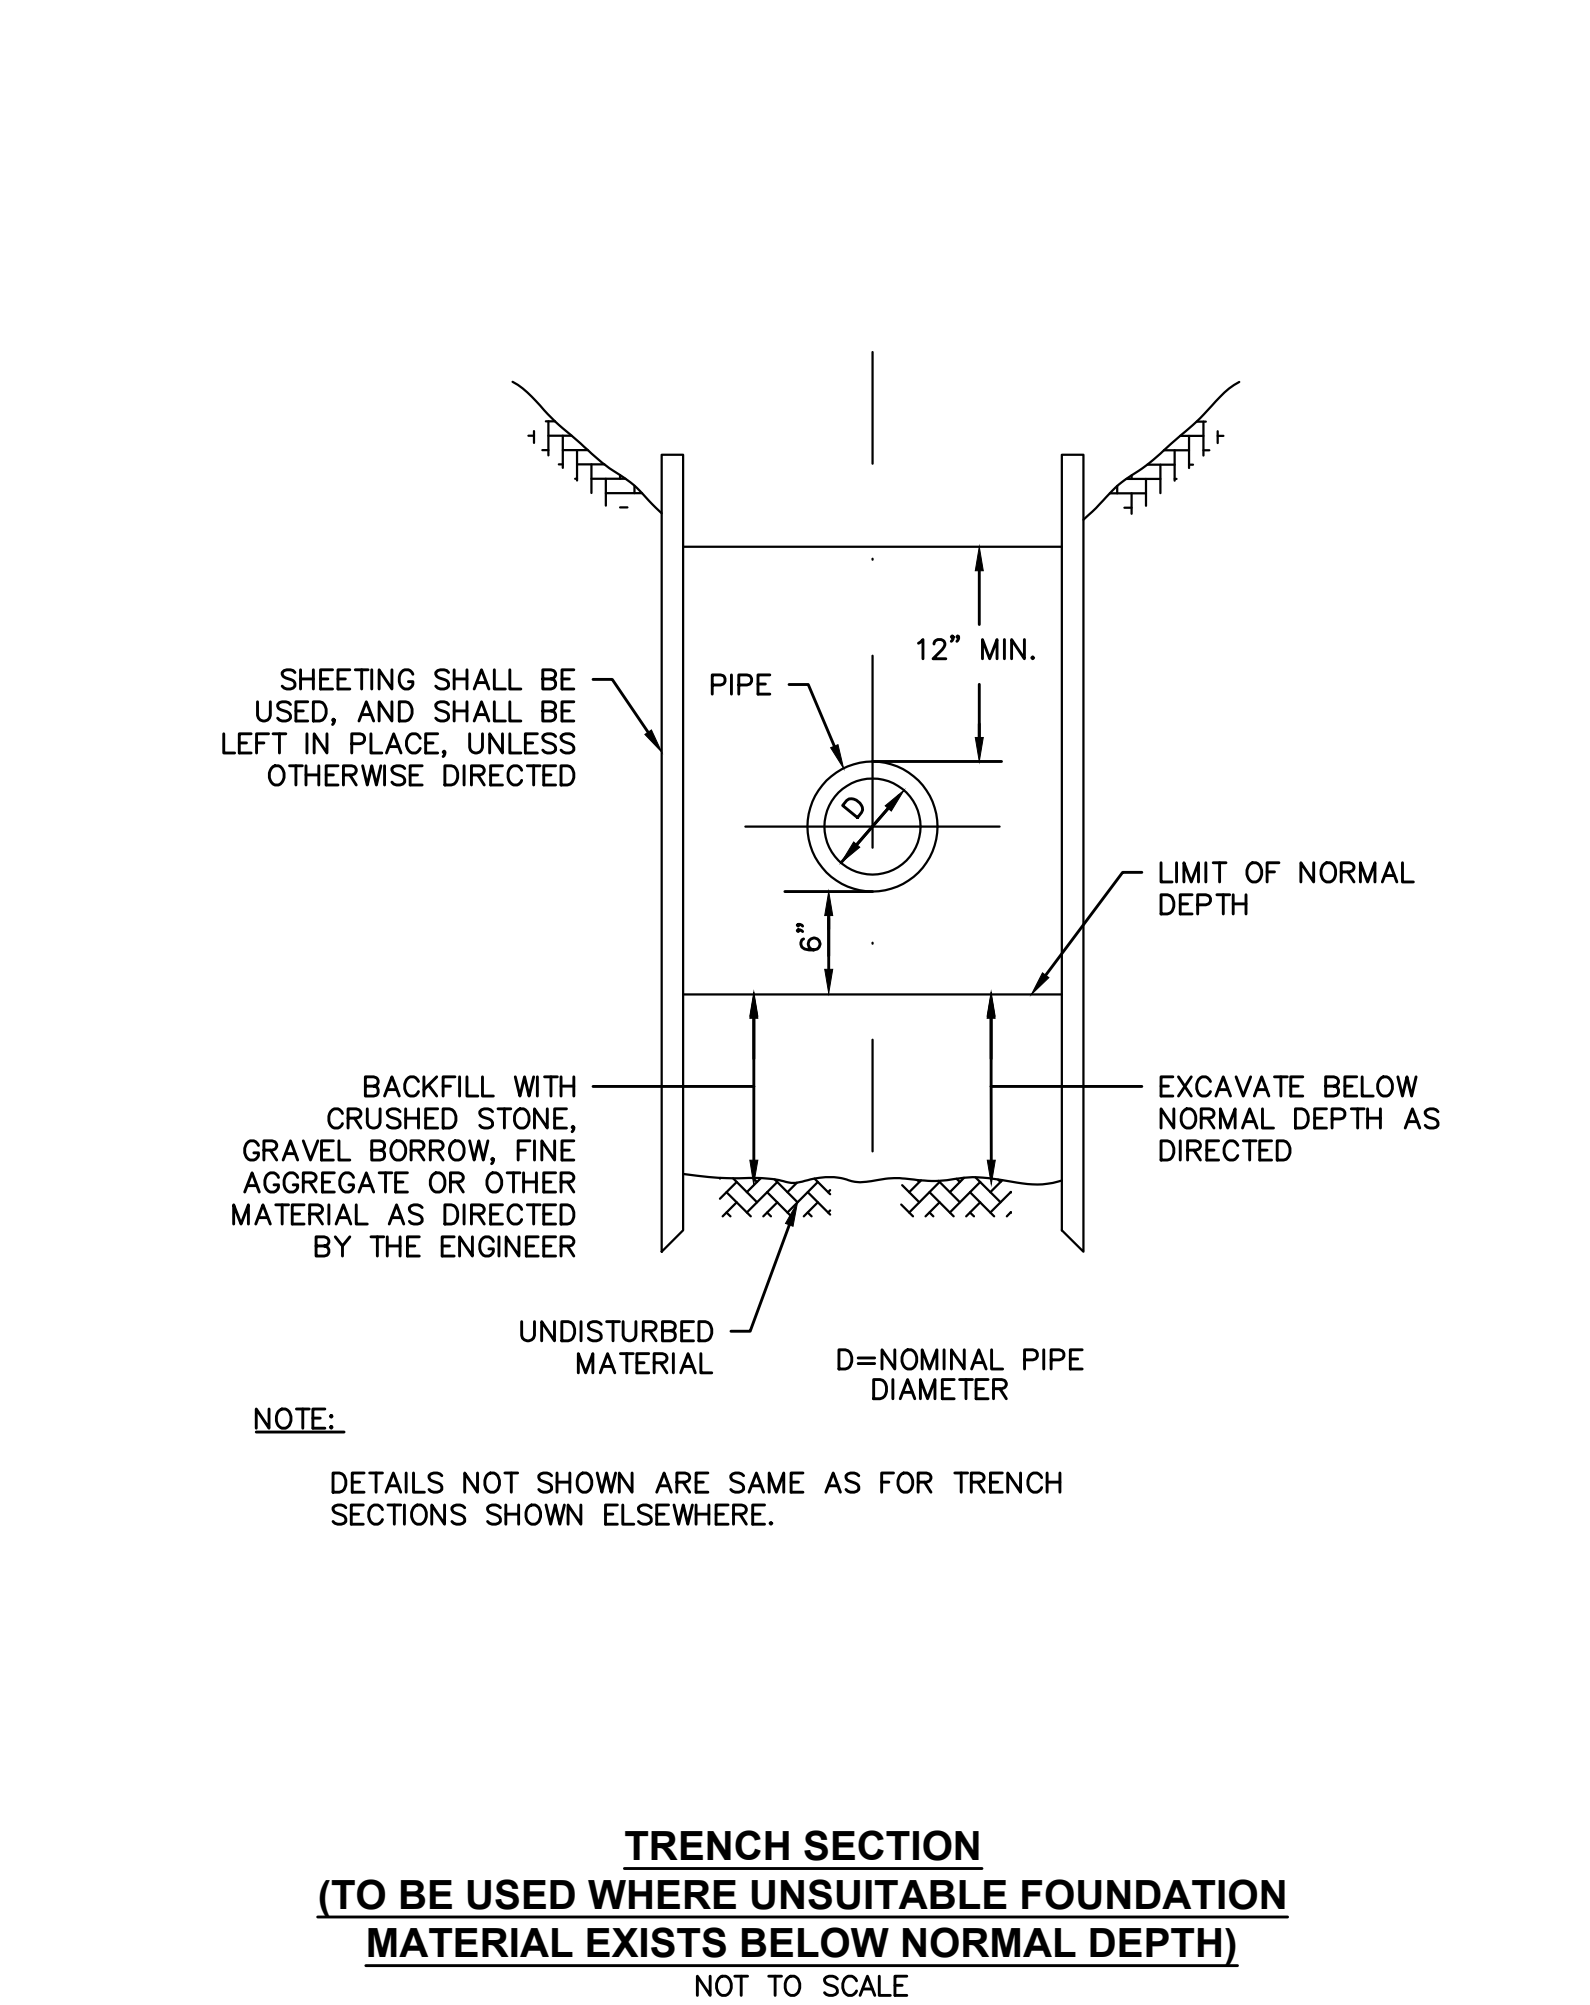 12” MIN.
SHEETING SHALL BE
USED, AND SHALL BE
LEFT IN PLACE, UNLESS
OTHERWISE DIRECTED
PIPE
D
LIMIT OF NORMAL
DEPTH
6”
BACKFILL WITH
CRUSHED STONE,
GRAVEL BORROW, FINE
AGGREGATE OR OTHER
MATERIAL AS DIRECTED
BY THE ENGINEER
EXCAVATE BELOW
NORMAL DEPTH AS
DIRECTED
UNDISTURBED
MATERIAL
D=NOMINAL PIPE
DIAMETER
NOTE:
DETAILS NOT SHOWN ARE SAME AS FOR TRENCH
SECTIONS SHOWN ELSEWHERE.
TRENCH SECTION
(TO BE USED WHERE UNSUITABLE FOUNDATION
MATERIAL EXISTS BELOW NORMAL DEPTH)
NOT TO SCALE